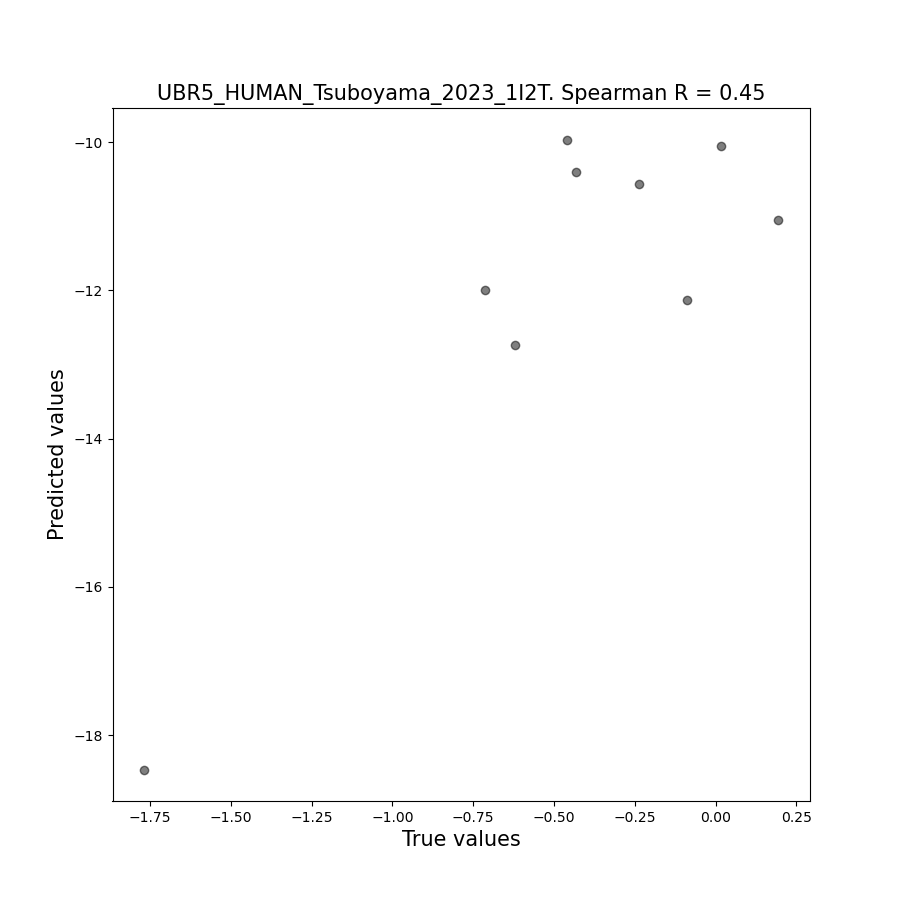 UBR5_HUMAN_Tsuboyama_2023_1I2T. Spearman R = 0.45
−10
−12
−14
−16
−18
Predicted values
−1.75 −1.50 −1.25 −1.00 −0.75 −0.50 −0.25 0.00 0.25
True values